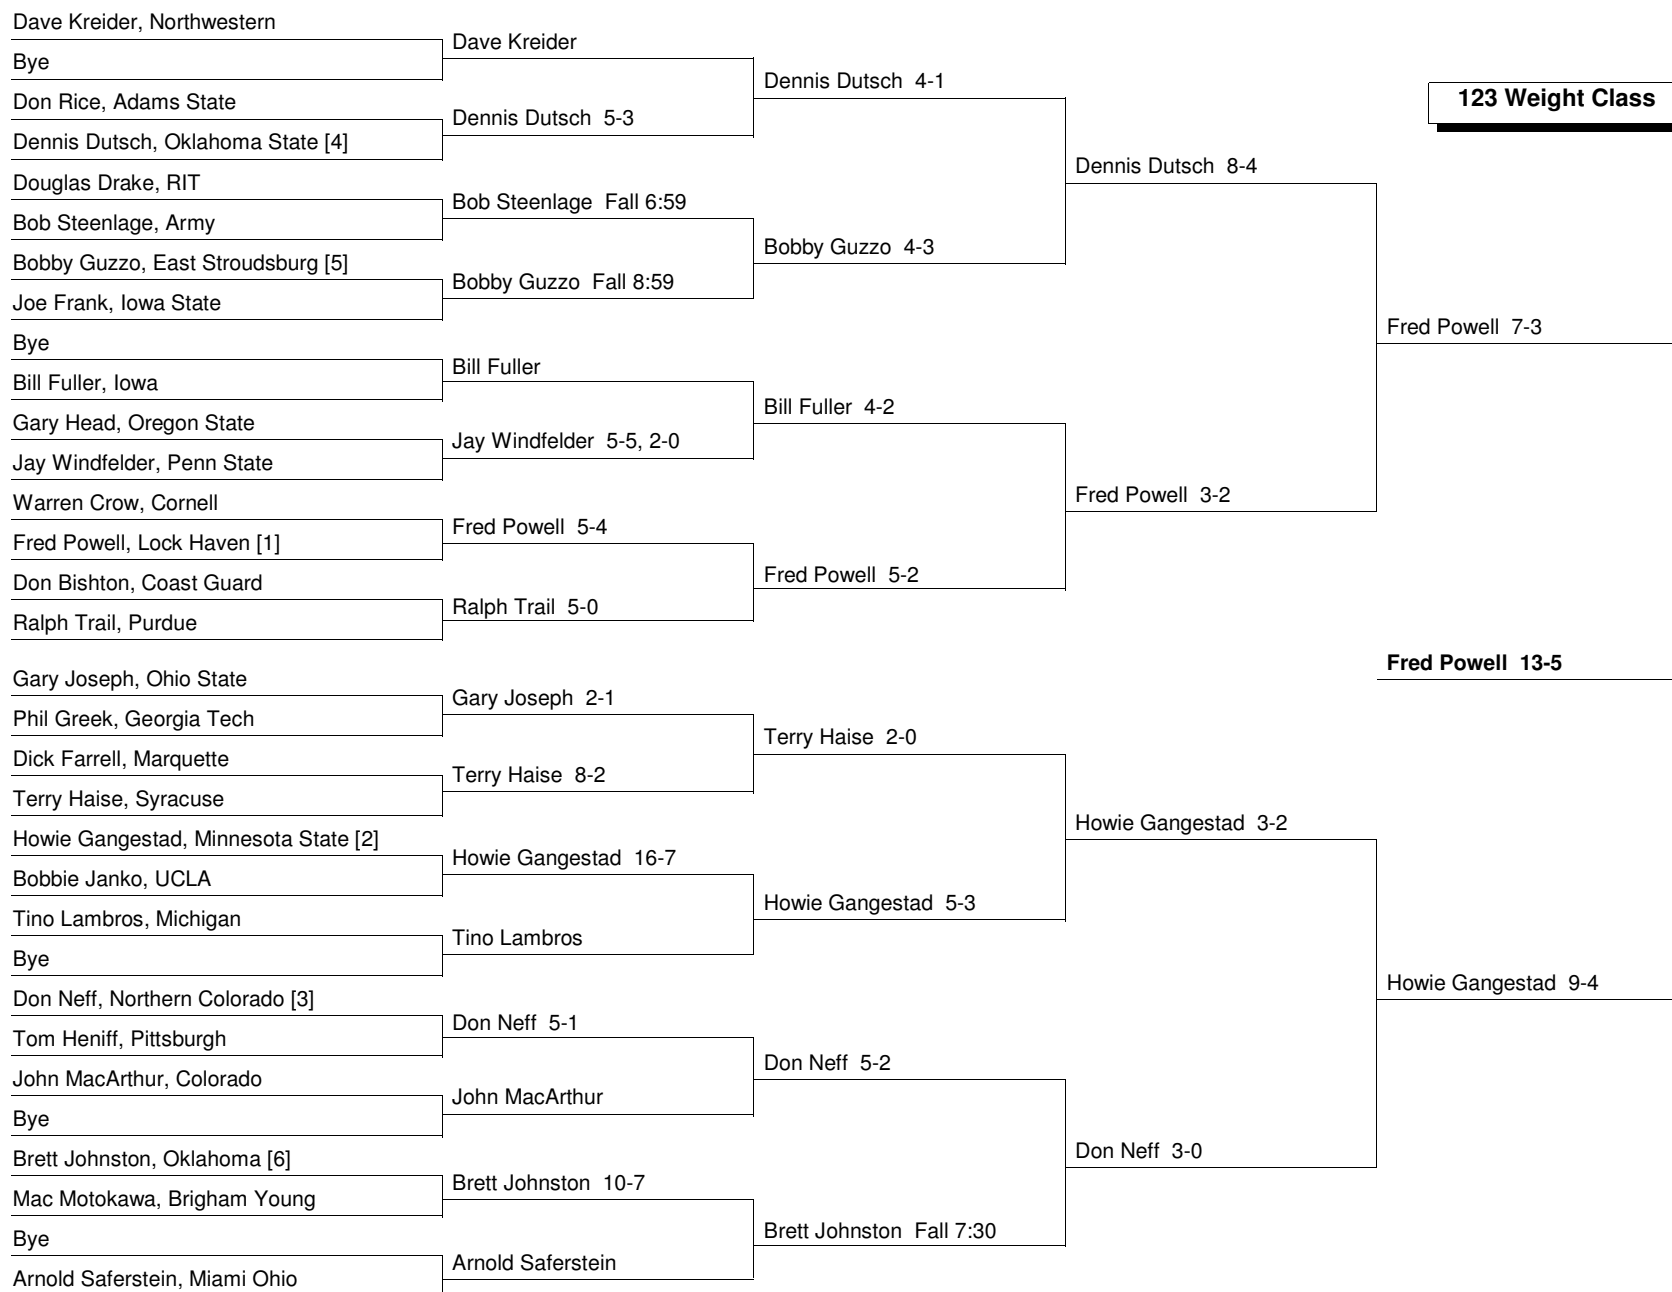 Dave Kreider, Northwestern
Bye
Don Rice, Adams State
Dennis Dutsch, Oklahoma State [4]
Douglas Drake, RIT
Bob Steenlage, Army
Bobby Guzzo, East Stroudsburg [5]
Joe Frank, Iowa State
Bye
Bill Fuller, Iowa
Gary Head, Oregon State
Jay Windfelder, Penn State
Warren Crow, Cornell
Fred Powell, Lock Haven [1]
Don Bishton, Coast Guard
Ralph Trail, Purdue
Gary Joseph, Ohio State
Phil Greek, Georgia Tech
Dick Farrell, Marquette
Terry Haise, Syracuse
Howie Gangestad, Minnesota State [2]
Bobbie Janko, UCLA
Tino Lambros, Michigan
Bye
Don Neff, Northern Colorado [3]
Tom Heniff, Pittsburgh
John MacArthur, Colorado
Bye
Brett Johnston, Oklahoma [6]
Mac Motokawa, Brigham Young
Bye
Arnold Saferstein, Miami Ohio
Dave Kreider
Dennis Dutsch 5-3
Bob Steenlage Fall 6:59
Bobby Guzzo Fall 8:59
Bill Fuller
Jay Windfelder 5-5, 2-0
Fred Powell 5-4
Ralph Trail 5-0
Gary Joseph 2-1
Terry Haise 8-2
Howie Gangestad 16-7
Tino Lambros
Don Neff 5-1
John MacArthur
Brett Johnston 10-7
Arnold Saferstein
Dennis Dutsch 4-1
Bobby Guzzo 4-3
Bill Fuller 4-2
Fred Powell 5-2
Terry Haise 2-0
Howie Gangestad 5-3
Don Neff 5-2
Brett Johnston Fall 7:30
Dennis Dutsch 8-4
Fred Powell 3-2
Howie Gangestad 3-2
Don Neff 3-0
123 Weight Class
Fred Powell 7-3
Fred Powell 13-5
Howie Gangestad 9-4